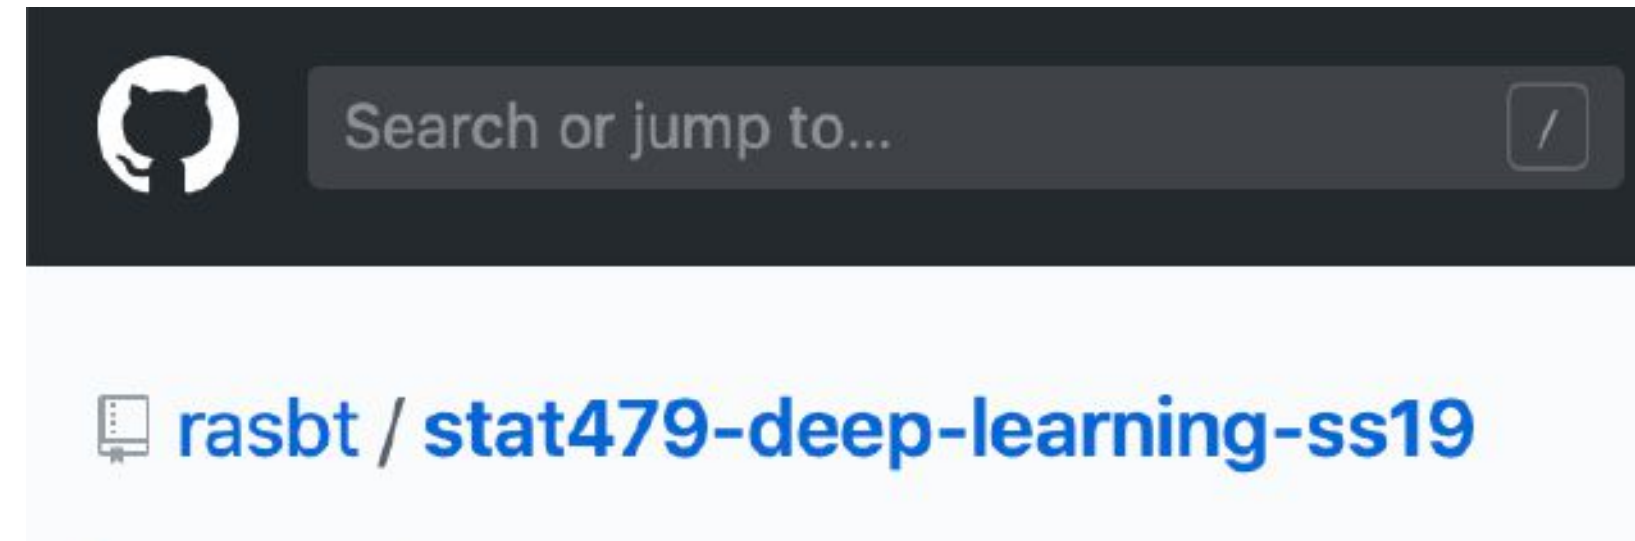 Search or jump to... /
rasbt / stat479-deep-learning-ss19